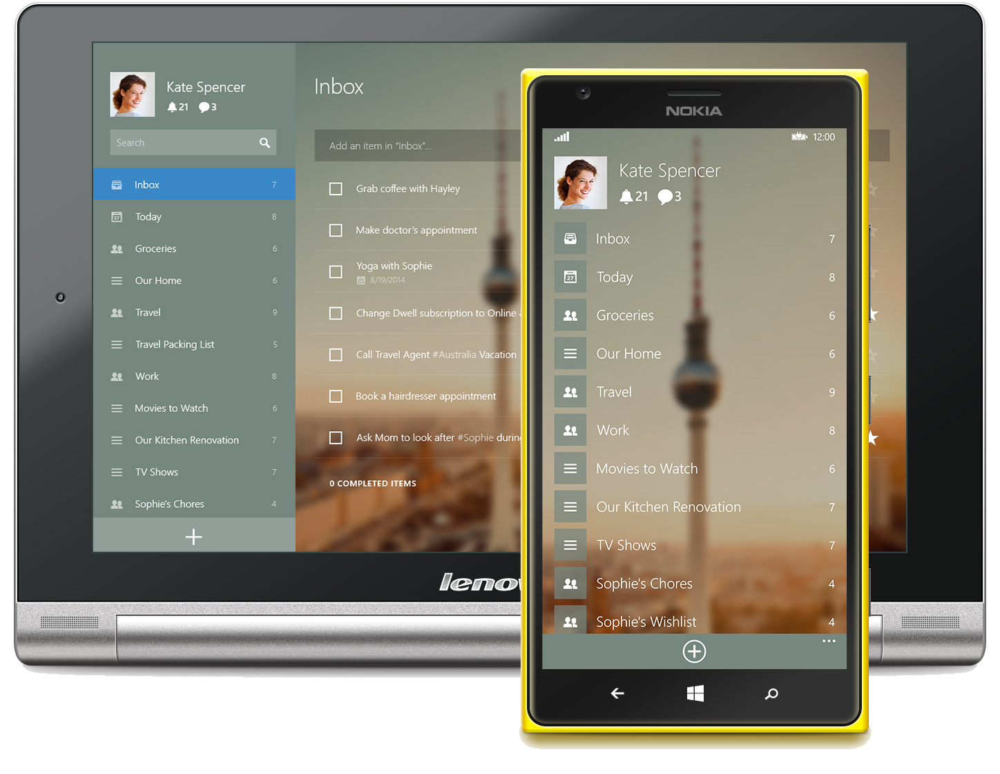 Kate Spencer
21 3
Search
Inbox 7
Today 8
27
Groceries 6
Our Home 6
Travel 9
Travel Packing List 5
Work 8
Movies to Watch 6
Our Kitchen Renovation 7
TV Shows 7
Sophie's Chores 4
Inbox
Add an item in “Inbox”...
Grab coffee with Hayley
Make doctor’s appointment
Yoga with Sophie
8/19/2014
Change Dwell subscription to Online
Call Travel Agent #Australia Vacation
Book a hairdresser appointment
Ask Mom to look after #Sophie during
0 COMPLETED ITEMS
lenov
NOKIA
12:00
Kate Spencer
21 3
Inbox 7
Today 8
27
Groceries 6
Our Home 6
Travel 9
Work 8
Movies to Watch 6
Our Kitchen Renovation 7
TV Shows 7
Sophie's Chores 4
Sophie's Wishlist 4